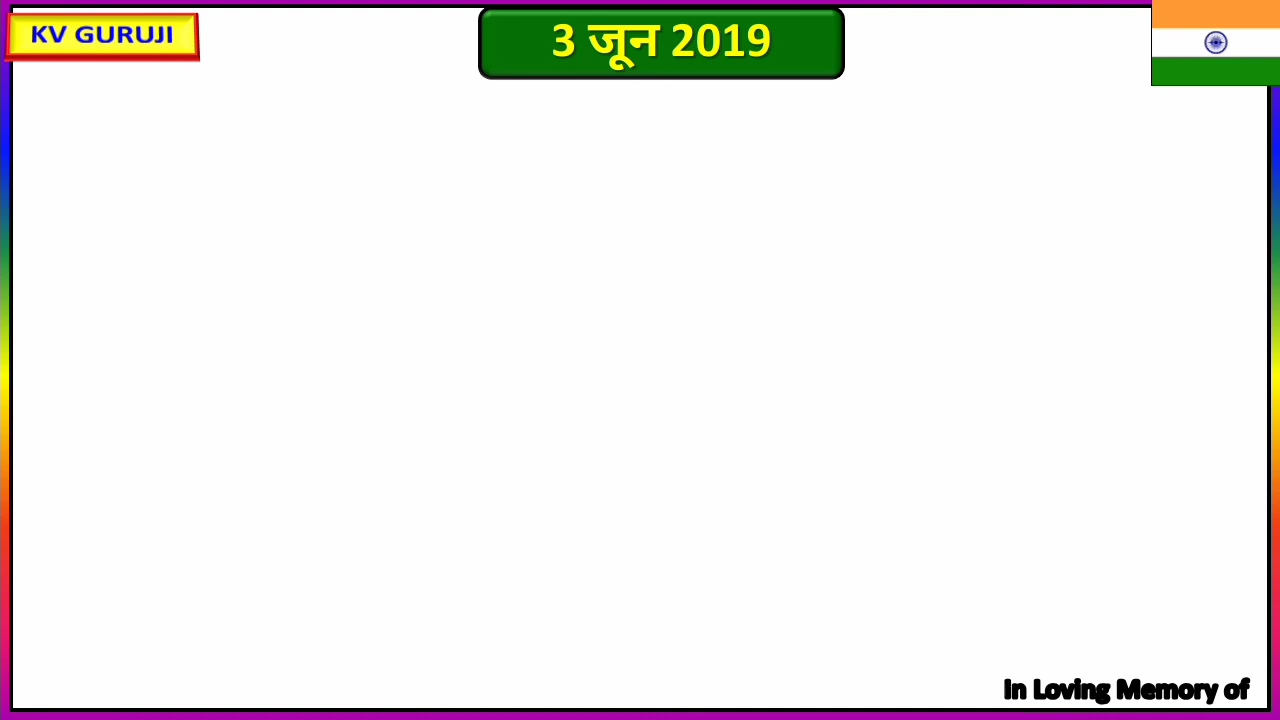 KV GURUJI
3 जून 2019
In Loving Memory of